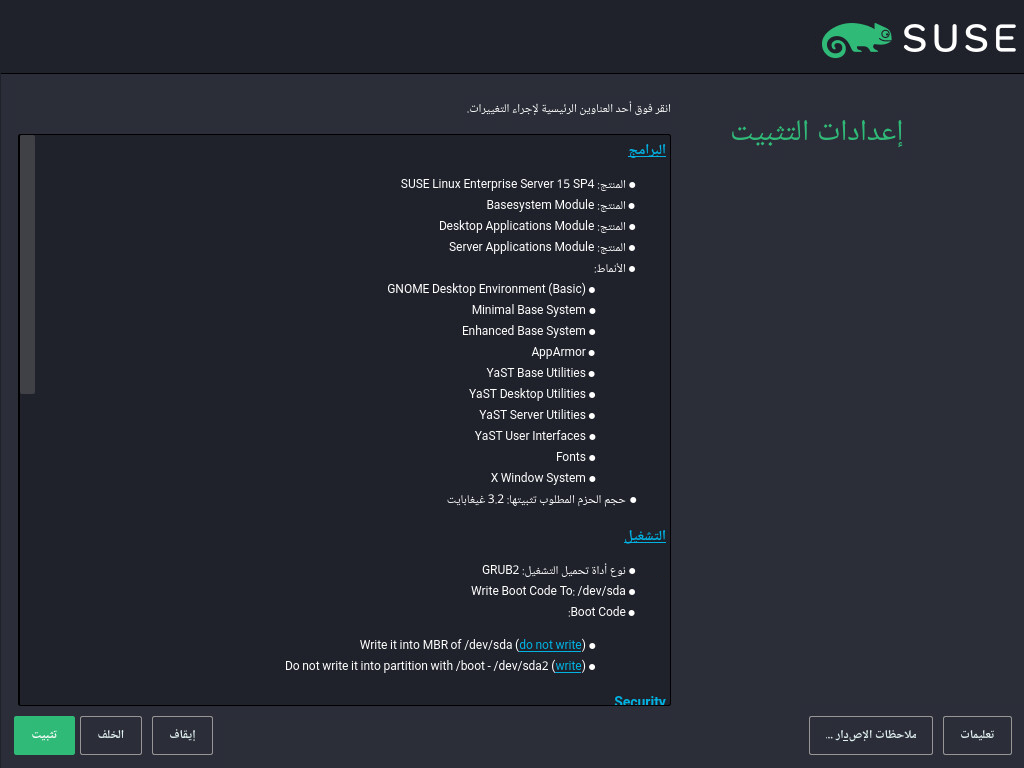 SUSE
إعدادات التثبيت
انقر فوق أحد العناوين الرئيسية لإجراء التغييرات.
البرامج
● المنتج: SUSE Linux Enterprise Server 15 SP4
● المنتج: Basesystem Module
● المنتج: Desktop Applications Module
● المنتج: Server Applications Module
● الأنماط:
● GNOME Desktop Environment (Basic)
● Minimal Base System
● Enhanced Base System
● AppArmor
● YaST Base Utilities
● YaST Desktop Utilities
● YaST Server Utilities
● YaST User Interfaces
● Fonts
● X Window System
● حجم الحزم المطلوب تثبيتها: 3.2 غيغابايت
التشغيل
● نوع أداة تحميل التشغيل: GRUB2
● Write Boot Code To: /dev/sda
● Boot Code:
● Write it into MBR of /dev/sda (do not write)
● Do not write it into partition with /boot - /dev/sda2 (write)
Security
تعليمات
ملاحظات الإصدار ...
إيقاف
الخلف
تثبيت